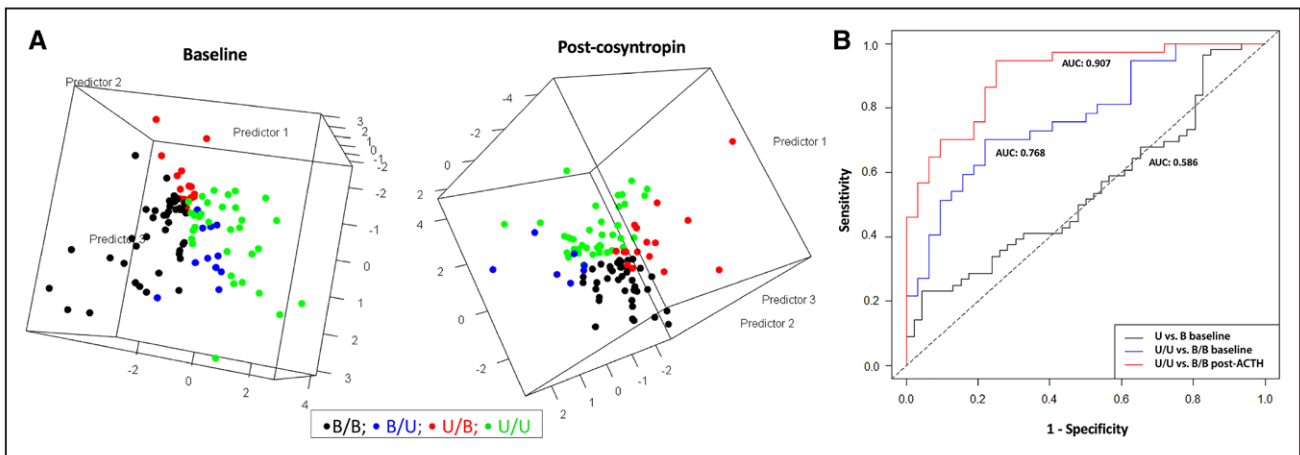 A
Baseline
Predictor 2
Predictor 1
3
2
1
0
-1
-2
Predictor 3
-2
-1
0
1
2
3
-2
0
2
4
Post-cosyntropin
-4
-2
0
2
Predictor 1
4
2
0
-2
Predictor 3
Predictor 2
2
1
0
-1
-2
B/B; B/U; U/B; U/U
B
1.0
0.8
0.6
0.4
0.2
0.0
Sensitivity
AUC: 0.907
AUC: 0.768
AUC: 0.586
U vs. B baseline
U/U vs. B/B baseline
U/U vs. B/B post-ACTH
0.0 0.2 0.4 0.6 0.8 1.0
1 - Specificity